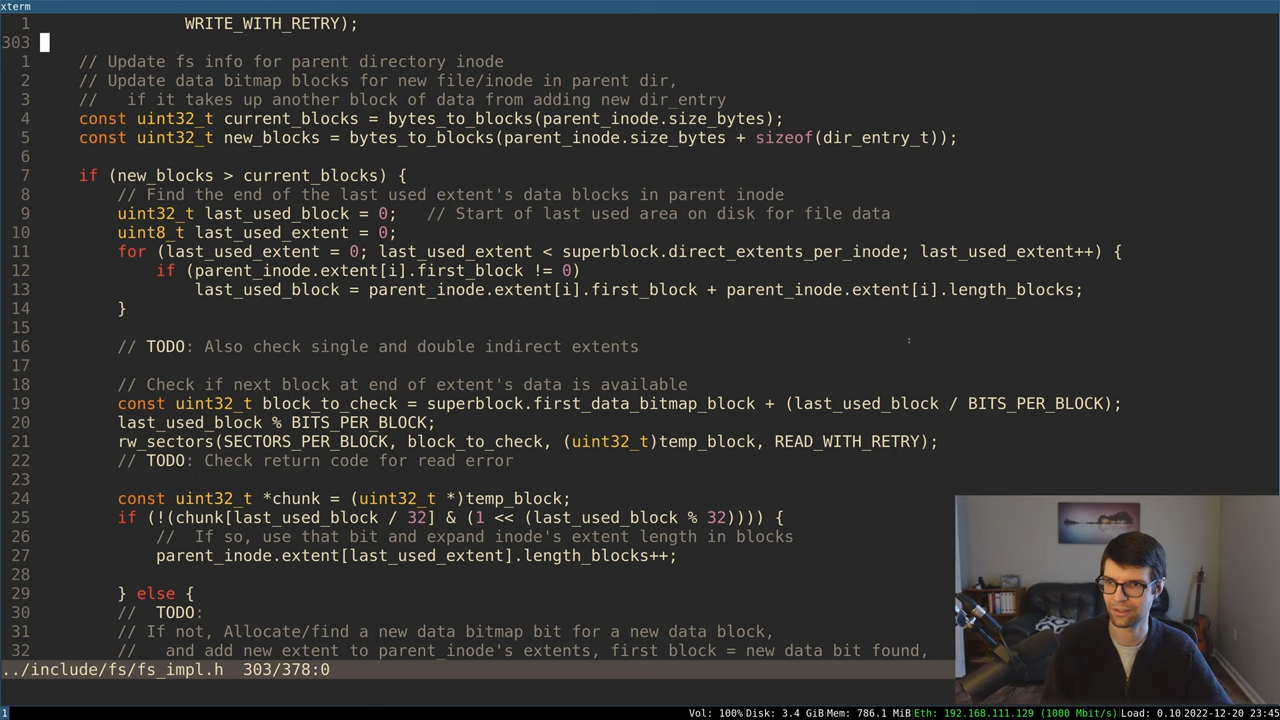 xterm
1 WRITE_WITH_RETRY);
303
1 // Update fs info for parent directory inode
2 // Update data bitmap blocks for new file/inode in parent dir,
3 //   if it takes up another block of data from adding new dir_entry
4 const uint32_t current_blocks = bytes_to_blocks(parent_inode.size_bytes);
5 const uint32_t new_blocks = bytes_to_blocks(parent_inode.size_bytes + sizeof(dir_entry_t));
6
7 if (new_blocks > current_blocks) {
8 // Find the end of the last used extent's data blocks in parent inode
9 uint32_t last_used_block = 0;   // Start of last used area on disk for file data
10 uint8_t last_used_extent = 0;
11 for (last_used_extent = 0; last_used_extent < superblock.direct_extents_per_inode; last_used_extent++) {
12 if (parent_inode.extent[i].first_block != 0)
13 last_used_block = parent_inode.extent[i].first_block + parent_inode.extent[i].length_blocks;
14 }
15
16 // TODO: Also check single and double indirect extents
17
18 // Check if next block at end of extent's data is available
19 const uint32_t block_to_check = superblock.first_data_bitmap_block + (last_used_block / BITS_PER_BLOCK);
20 last_used_block % BITS_PER_BLOCK;
21 rw_sectors(SECTORS_PER_BLOCK, block_to_check, (uint32_t)temp_block, READ_WITH_RETRY);
22 // TODO: Check return code for read error
23
24 const uint32_t *chunk = (uint32_t *)temp_block;
25 if (!(chunk[last_used_block / 32] & (1 << (last_used_block % 32)))) {
26 //  If so, use that bit and expand inode's extent length in blocks
27 parent_inode.extent[last_used_extent].length_blocks++;
28
29 } else {
30 //  TODO:
31 // If not, Allocate/find a new data bitmap bit for a new data block,
32 //   and add new extent to parent_inode's extents, first block = new data bit found,
../include/fs/fs_impl.h  303/378:0
1 Vol: 100% Disk: 3.4 GiB Mem: 786.1 MiB Eth: 192.168.111.129 (1000 Mbit/s) Load: 0.10 2022-12-20 23:45